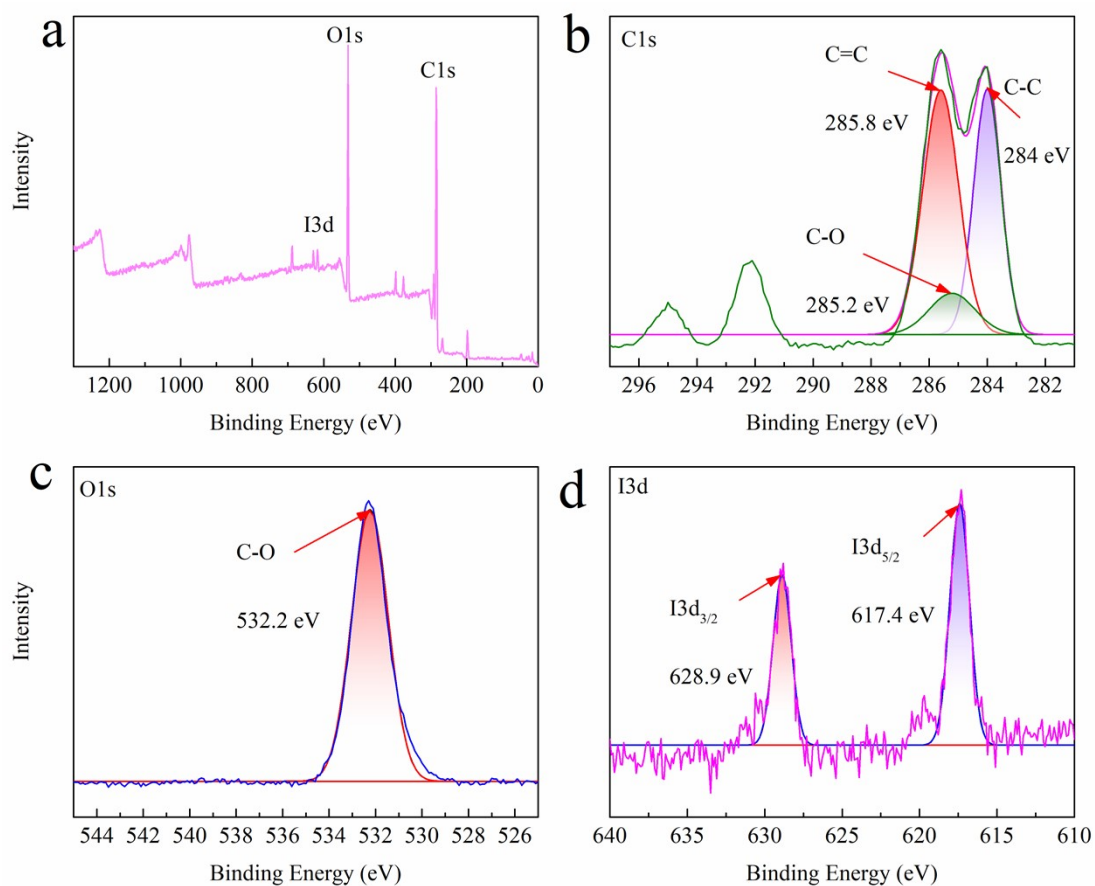 a
O1s
C1s
I3d
Intensity
1200 1000 800 600 400 200 0
Binding Energy (eV)
b
C1s
C=C
285.8 eV
C-C
284 eV
C-O
285.2 eV
296 294 292 290 288 286 284 282
Binding Energy (eV)
c
O1s
C-O
532.2 eV
Intensity
544 542 540 538 536 534 532 530 528 526
Binding Energy (eV)
d
I3d
I3d5/2
617.4 eV
I3d3/2
628.9 eV
640 635 630 625 620 615 610
Binding Energy (eV)